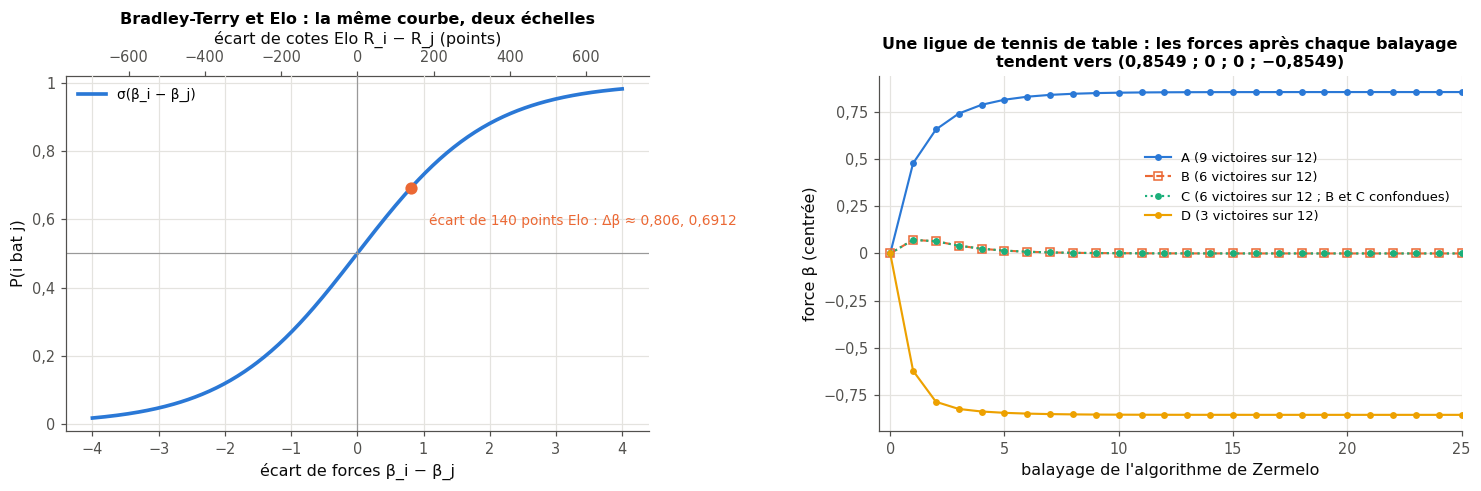 Bradley-Terry et Elo : la même courbe, deux échelles
écart de cotes Elo R_i − R_j (points)
−600 −400 −200 0 200 400 600
σ(β_i − β_j)
1
0,8
0,6
0,4
0,2
0
P(i bat j)
écart de 140 points Elo : Δβ ≈ 0,806, 0,6912
−4 −3 −2 −1 0 1 2 3 4
écart de forces β_i − β_j
Une ligue de tennis de table : les forces après chaque balayage
tendent vers (0,8549 ; 0 ; 0 ; −0,8549)
0,75
0,5
0,25
0
−0,25
−0,5
−0,75
force β (centrée)
A (9 victoires sur 12)
B (6 victoires sur 12)
C (6 victoires sur 12 ; B et C confondues)
D (3 victoires sur 12)
0 5 10 15 20 25
balayage de l'algorithme de Zermelo